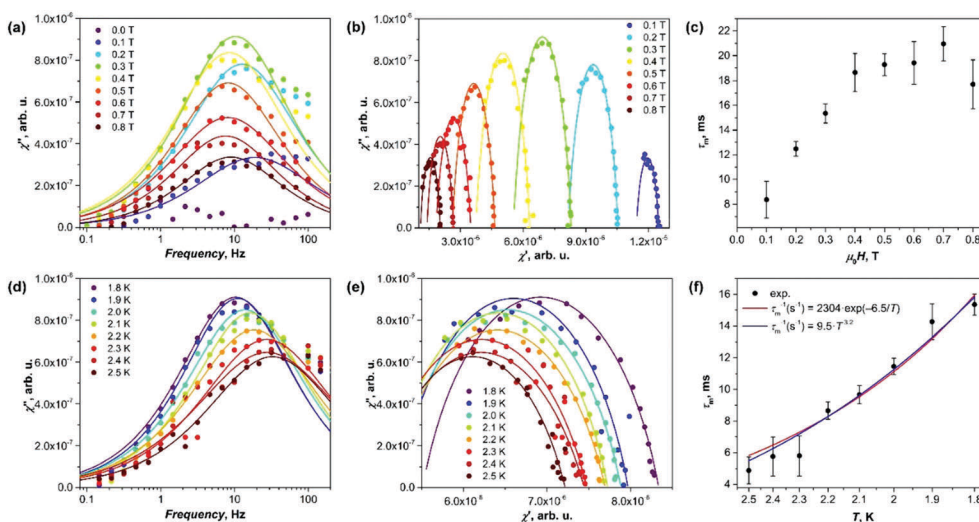 (a)
χ'', arb. u.
1.0x10⁻⁶
8.0x10⁻⁷
6.0x10⁻⁷
4.0x10⁻⁷
2.0x10⁻⁷
0.0
0.1
1
10
100
Frequency, Hz
0.0 T
0.1 T
0.2 T
0.3 T
0.4 T
0.5 T
0.6 T
0.7 T
0.8 T
(b)
χ'', arb. u.
1.0x10⁻⁶
8.0x10⁻⁷
6.0x10⁻⁷
4.0x10⁻⁷
2.0x10⁻⁷
0.0
3.0x10⁻⁶
6.0x10⁻⁶
9.0x10⁻⁶
1.2x10⁻⁵
χ', arb. u.
0.1 T
0.2 T
0.3 T
0.4 T
0.5 T
0.6 T
0.7 T
0.8 T
(c)
τₘ, ms
22
20
18
16
14
12
10
8
0.0 0.1 0.2 0.3 0.4 0.5 0.6 0.7 0.8
μ₀H, T
(d)
χ'', arb. u.
1.0x10⁻⁶
8.0x10⁻⁷
6.0x10⁻⁷
4.0x10⁻⁷
2.0x10⁻⁷
0.0
0.1
1
10
100
Frequency, Hz
1.8 K
1.9 K
2.0 K
2.1 K
2.2 K
2.3 K
2.4 K
2.5 K
(e)
χ'', arb. u.
1.0x10⁻⁶
8.0x10⁻⁷
6.0x10⁻⁷
4.0x10⁻⁷
2.0x10⁻⁷
0.0
6.0x10⁻⁶
7.0x10⁻⁶
8.0x10⁻⁶
χ', arb. u.
1.8 K
1.9 K
2.0 K
2.1 K
2.2 K
2.3 K
2.4 K
2.5 K
(f)
τₘ, ms
16
14
12
10
8
6
4
exp.
τₘ⁻¹(s⁻¹) = 2304·exp(–6.5/T)
τₘ⁻¹(s⁻¹) = 9.5·T³·²
2.5 2.4 2.3 2.2 2.1 2 1.9 1.8
T, K